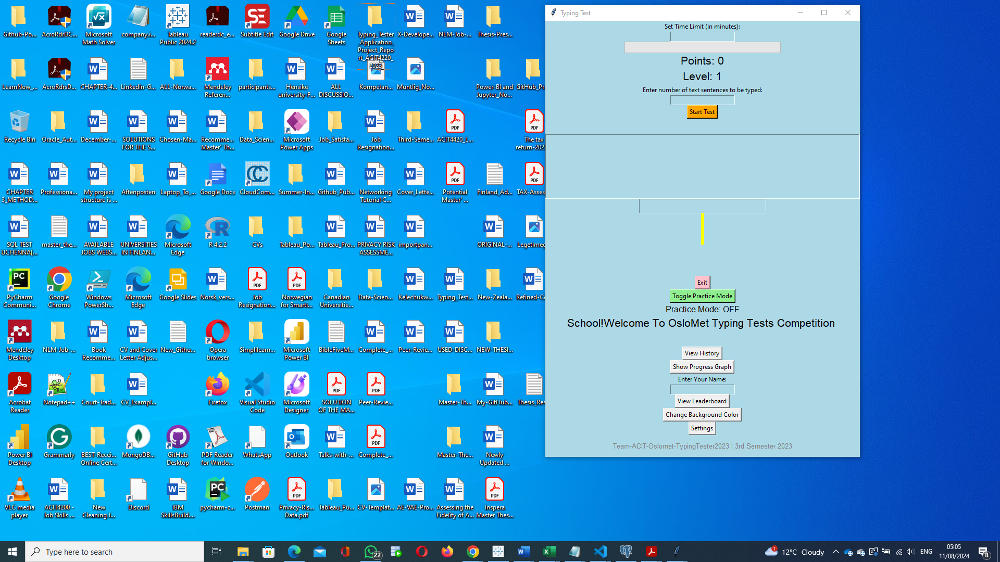 Github-Po...
AcroRdrDC...
Microsoft
Math Solver
company.i...
Tableau
Public 2024.2
readerdc_e...
Subtitle Edit
Google Drive
Google
Sheets
Typing_Tester
_Application_
Project_Repo
rt_ACIT4220_
2023
X-Develope...
NLM-Job-...
Thesis-Pres...
LearnNow_...
AcroRdrsD...
CHAPTER-4...
LinkedIn-G...
ALL-Norwa...
Mendeley
Referen...
participants...
Hensike
university-F...
ALL
DISCUSSIO...
Kompetan...
Muntlig_No...
Power-BI and
Jupyter_No...
GitHub_Pr
Recycle Bin
Oracle_Aut...
December-...
SOLUTIONS
FOR THE S...
Chosen-Ma...
Recomme...
Master' Th...
Data_Scien...
Microsoft
Power Apps
Job_Satisfa...
Job
Resignation...
Third-Seme...
ACIT4420_L...
The tax
return-202
CHAPTER
3_METHOD...
Professiona...
My project
structure is ...
Aftenposten
Laptop_To_...
Google Docs
CloudCom...
Summer-In...
Github_Pub...
Networking
Tutorial C...
Cover_Lette...
Potential
Master' ...
Finland_Ad...
TAX-Asses
SQL TEST
UCHENNA[...
master_the...
AVAILABLE
JOBS WEBS...
UNIVERSITIES
IN FINLAN...
Microsoft
Edge
R 4.2.2
CVs
Tableau_Po...
Tableau_Pro...
PRIVACY RISK
ASSESSME...
importpan...
ORIGINAL-...
Legetimeg
PyCharm
Communi...
Google
Chrome
Windows
PowerSh...
Microsoft
Edge
Google Slides
Norsk_vers...
Job
Resignation...
Norwegian
for Smarti...
Canadian
Universitie...
Data-Scien...
Kelechukw...
Typing_Test...
New-Zeala...
Refined-Co
Mendeley
Desktop
NLM-Job-...
Book
Recomme...
CV and Cover
Letter Adjus...
New_Githu...
Opera
browser
Simplilearn...
Microsoft
Power BI
BibleFiveM...
Complete_...
Peer-Revie...
USED-DISC...
NEW-THESI...
Acrobat
Reader
Notepad++
Court-Trad...
CV_Exampl...
Firefox
Visual Studio
Code
Microsoft
Designer
SOLUTION
OF THE MA...
Peer-Revie...
Master-Th...
My-GitHub...
Thesis_Res
Power BI
Desktop
Grammarly
BEST-Recei...
Online Cert...
MongoDB...
GitHub
Desktop
PDF Reader
for Windo...
WhatsApp
Outlook
Talks-with-...
Complete_...
Master-The...
Newly
Updated ...
VLC media
player
ACIT4200 -
Job Skills ...
New
Cleaning J...
Discord
IBM
SkillsBuild....
pycharm-c...
Postman
Privacy-Ris...
Data.pdf
Tableau_Pu...
CV-Templat...
AE-VAE-Pro...
Assessing the
Fidelity of A...
Inspera
Master Thes...
Typing Test
Set Time Limit (in minutes):
Points: 0
Level: 1
Enter number of text sentences to be typed:
Start Test
Exit
Toggle Practice Mode
Practice Mode: OFF
School!Welcome To OsloMet Typing Tests Competition
View History
Show Progress Graph
Enter Your Name:
View Leaderboard
Change Background Color
Settings
Team-ACIT-Oslomet-TypingTester2023 | 3rd Semester 2023
Type here to search
22
1
12°C Cloudy
ENG
05:05
11/08/2024
8